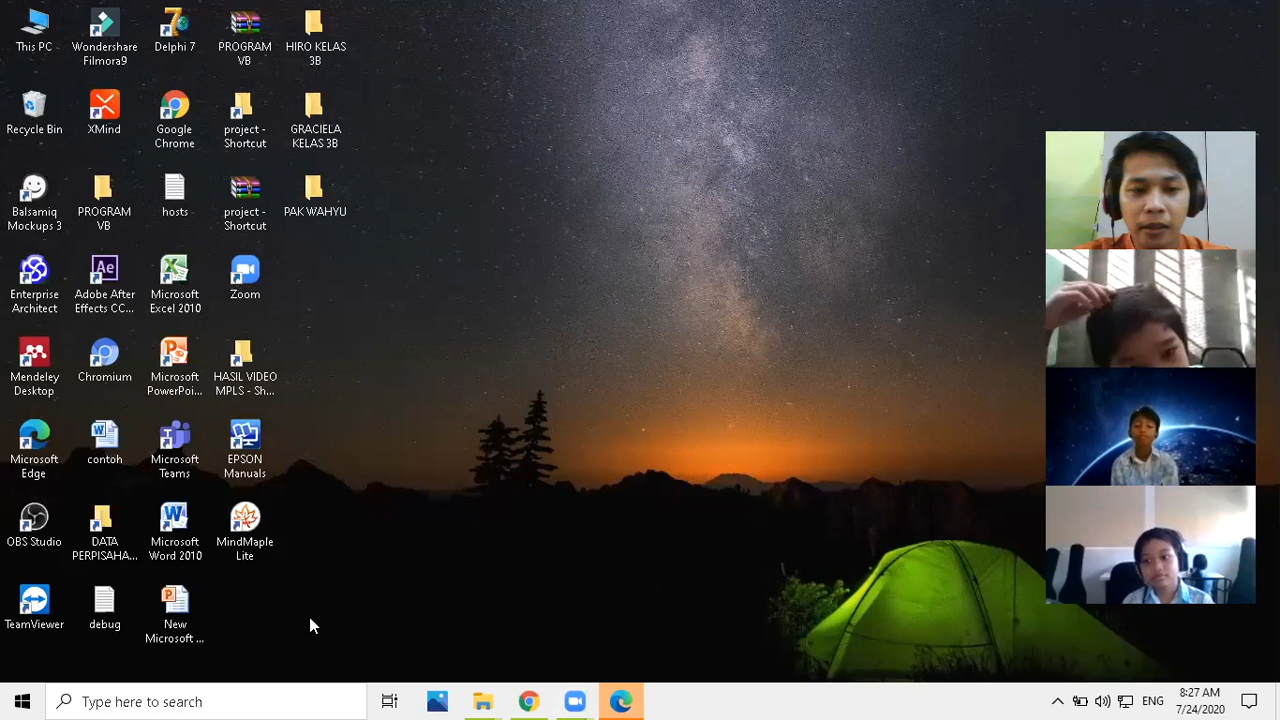 This PC
Wondershare
Filmora9
Delphi 7
PROGRAM
VB
HIRO KELAS
3B
Recycle Bin
XMind
Google
Chrome
project -
Shortcut
GRACIELA
KELAS 3B
Balsamiq
Mockups 3
PROGRAM
VB
hosts
project -
Shortcut
PAK WAHYU
Enterprise
Architect
Adobe After
Effects CC...
Microsoft
Excel 2010
Zoom
Mendeley
Desktop
Chromium
Microsoft
PowerPoi...
HASIL VIDEO
MPLS - Sh...
Microsoft
Edge
contoh
Microsoft
Teams
EPSON
Manuals
OBS Studio
DATA
PERPISAHA...
Microsoft
Word 2010
MindMaple
Lite
TeamViewer
debug
New
Microsoft ...
Type here to search
ENG
8:27 AM
7/24/2020